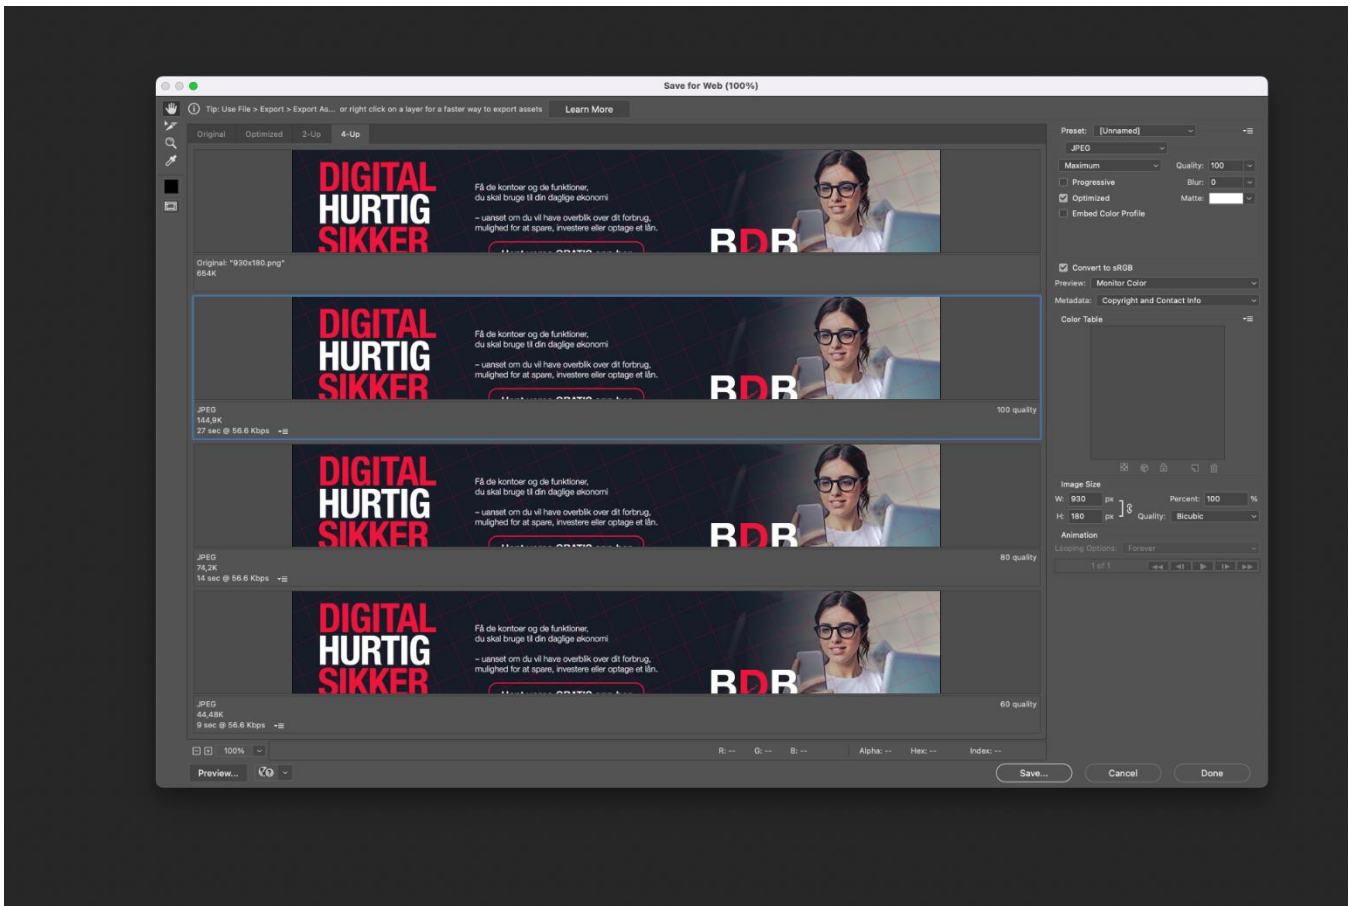 Save for Web (100%)
Tip: Use File > Export > Export As... or right click on a layer for a faster way to export assets
Learn More
Original
Optimized
2-Up
4-Up
DIGITAL
HURTIG
SIKKER
Få de kontoer og de funktioner,
du skal bruge til din daglige økonomi
– uanset om du vil have overblik over dit forbrug,
mulighed for at spare, investere eller optage et lån.
BDB
Original: "930x180.png"
654K
DIGITAL
HURTIG
SIKKER
Få de kontoer og de funktioner,
du skal bruge til din daglige økonomi
– uanset om du vil have overblik over dit forbrug,
mulighed for at spare, investere eller optage et lån.
BDB
JPEG
100 quality
144,9K
27 sec @ 56.6 Kbps
DIGITAL
HURTIG
SIKKER
Få de kontoer og de funktioner,
du skal bruge til din daglige økonomi
– uanset om du vil have overblik over dit forbrug,
mulighed for at spare, investere eller optage et lån.
BDB
JPEG
80 quality
74,2K
14 sec @ 56.6 Kbps
DIGITAL
HURTIG
SIKKER
Få de kontoer og de funktioner,
du skal bruge til din daglige økonomi
– uanset om du vil have overblik over dit forbrug,
mulighed for at spare, investere eller optage et lån.
BDB
JPEG
60 quality
44,48K
9 sec @ 56.6 Kbps
100%
R: -- G: -- B: -- Alpha: -- Hex: -- Index: --
Preview...
Save...
Cancel
Done
Preset: [Unnamed]
JPEG
Maximum
Quality: 100
Progressive
Blur: 0
Optimized
Matte:
Embed Color Profile
Convert to sRGB
Preview: Monitor Color
Metadata: Copyright and Contact Info
Color Table
Image Size
W: 930 px
Percent: 100 %
H: 180 px
Quality: Bicubic
Animation
Looping Options: Forever
1 of 1